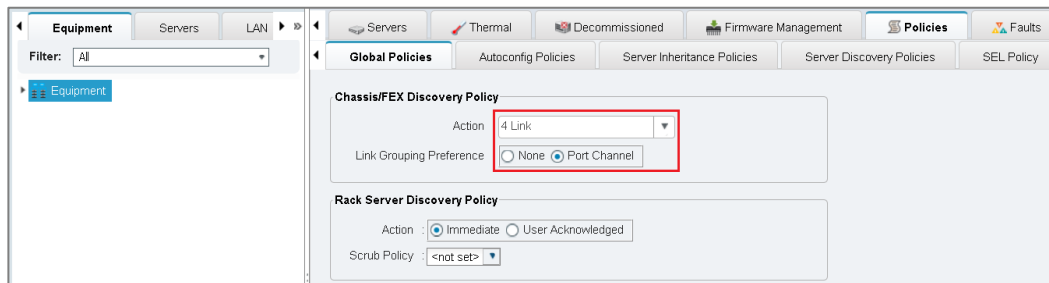 Equipment Servers LAN
Servers Thermal Decommissioned Firmware Management Policies Faults
Filter: All
Global Policies Autoconfig Policies Server Inheritance Policies Server Discovery Policies SEL Policy
Equipment
Chassis/FEX Discovery Policy
Action 4 Link
Link Grouping Preference None Port Channel
Rack Server Discovery Policy
Action : Immediate User Acknowledged
Scrub Policy : <not set>